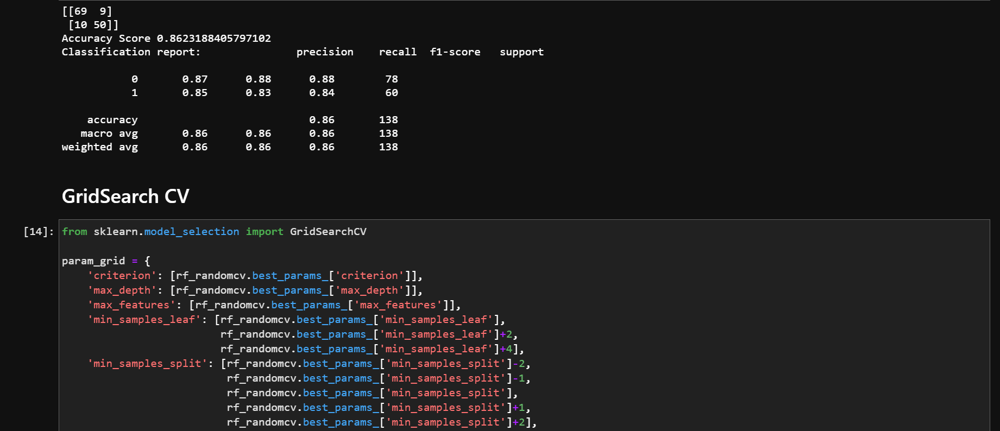 [[69  9]
 [10 50]]
Accuracy Score 0.8623188405797102
Classification report:               precision    recall  f1-score   support

           0       0.87      0.88      0.88        78
           1       0.85      0.83      0.84        60

    accuracy                           0.86       138
   macro avg       0.86      0.86      0.86       138
weighted avg       0.86      0.86      0.86       138

GridSearch CV
[14]: from sklearn.model_selection import GridSearchCV

param_grid = {
    'criterion': [rf_randomcv.best_params_['criterion']],
    'max_depth': [rf_randomcv.best_params_['max_depth']],
    'max_features': [rf_randomcv.best_params_['max_features']],
    'min_samples_leaf': [rf_randomcv.best_params_['min_samples_leaf'],
                         rf_randomcv.best_params_['min_samples_leaf']+2,
                         rf_randomcv.best_params_['min_samples_leaf']+4],
    'min_samples_split': [rf_randomcv.best_params_['min_samples_split']-2,
                          rf_randomcv.best_params_['min_samples_split']-1,
                          rf_randomcv.best_params_['min_samples_split'],
                          rf_randomcv.best_params_['min_samples_split']+1,
                          rf_randomcv.best_params_['min_samples_split']+2],